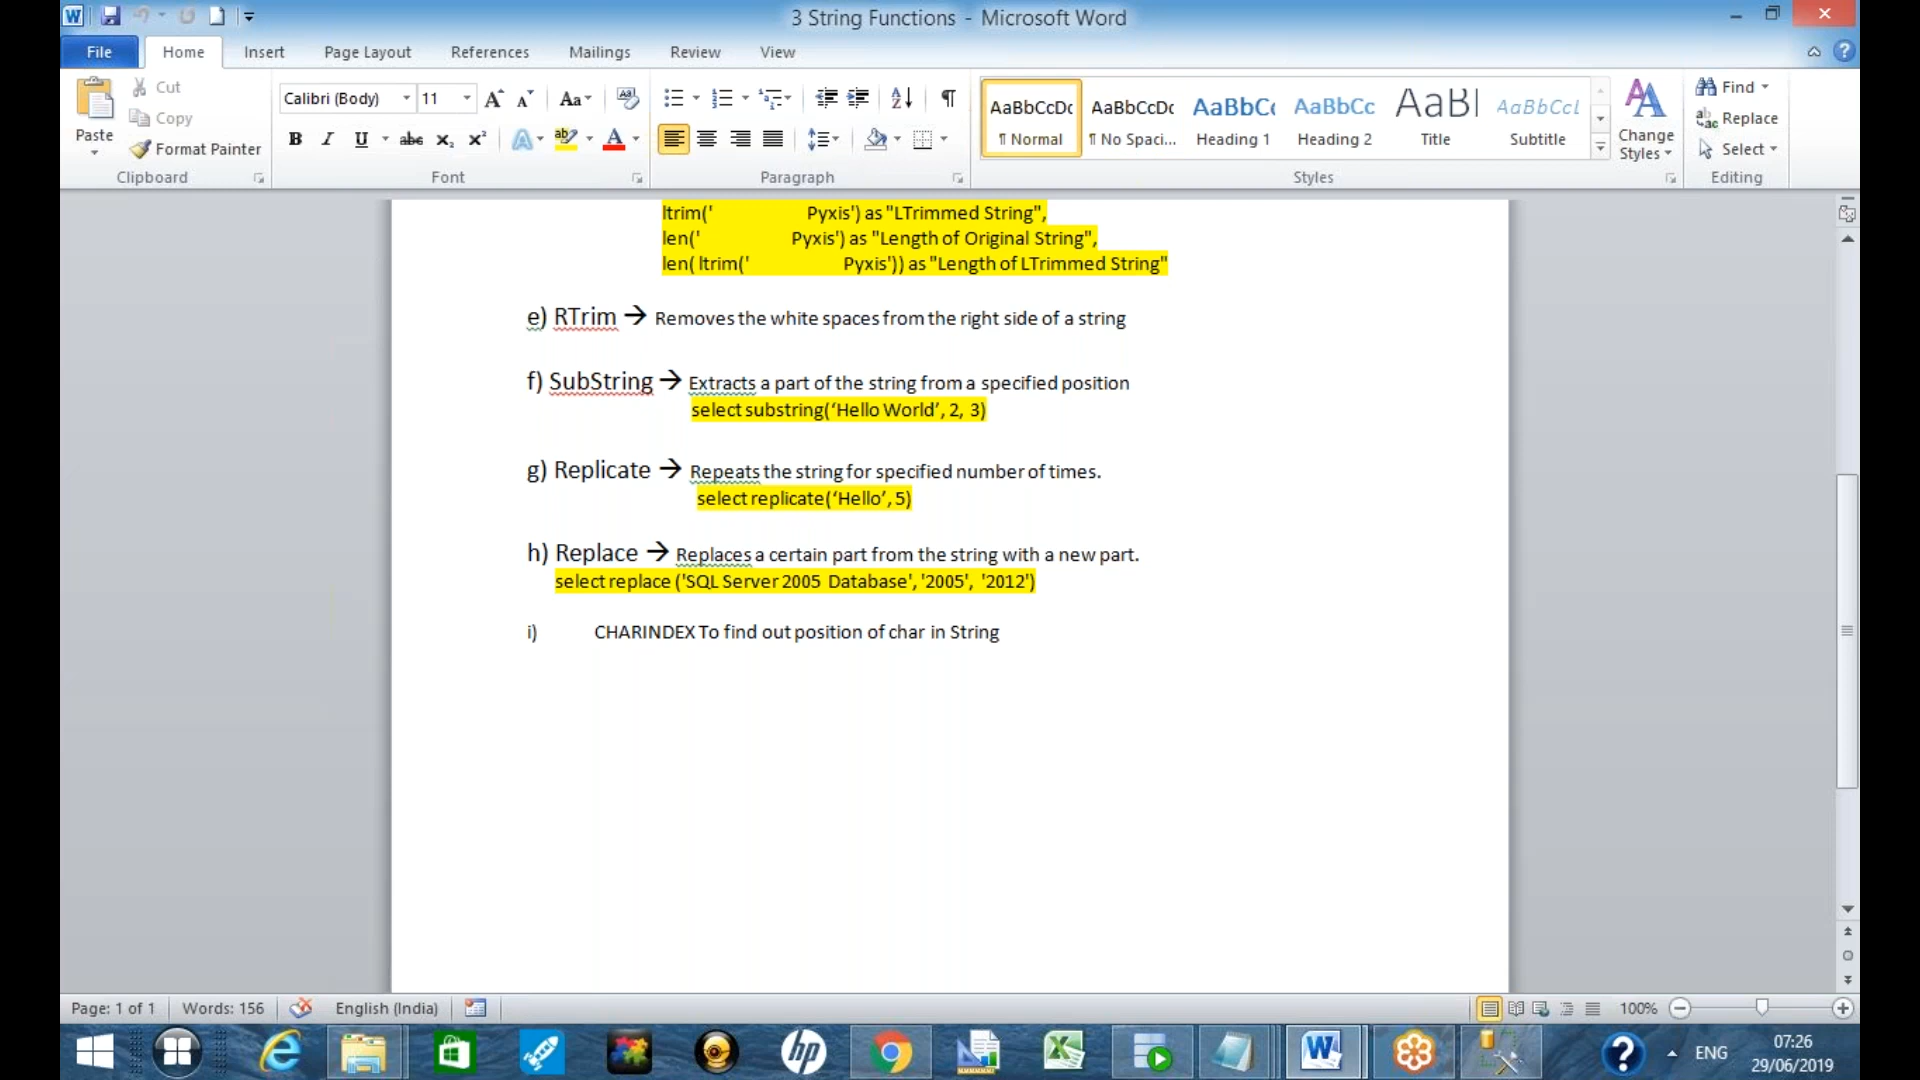 3 String Functions - Microsoft Word
File Home Insert Page Layout References Mailings Review View
Paste
Cut
Copy
Format Painter
Clipboard
Calibri (Body) 11
Font
Paragraph
AaBbCcDc AaBbCcDc AaBbC( AaBbCc AaBl AaBbCcL
¶ Normal ¶ No Spaci... Heading 1 Heading 2 Title Subtitle
Styles
Change Styles
Find
Replace
Select
Editing
ltrim(' Pyxis') as "LTrimmed String",
len(' Pyxis') as "Length of Original String",
len( ltrim(' Pyxis')) as "Length of LTrimmed String"
e) RTrim → Removes the white spaces from the right side of a string
f) SubString → Extracts a part of the string from a specified position
select substring(‘Hello World’, 2, 3)
g) Replicate → Repeats the string for specified number of times.
select replicate(‘Hello’, 5)
h) Replace → Replaces a certain part from the string with a new part.
select replace ('SQL Server 2005 Database', '2005', '2012')
i) CHARINDEX To find out position of char in String
Page: 1 of 1 Words: 156 English (India) 100%
hp ENG 07:26
29/06/2019